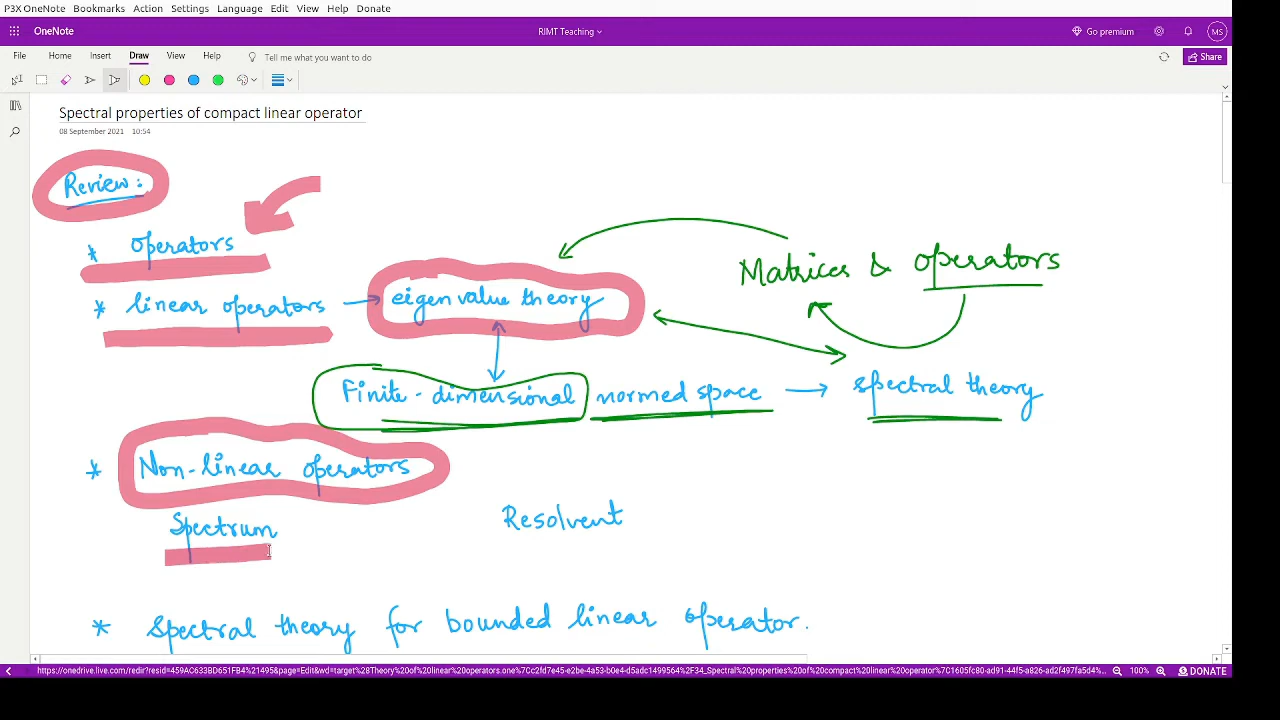 P3X OneNote Bookmarks Action Settings Language Edit View Help Donate
OneNote
RIMT Teaching
Go premium
MS
File Home Insert Draw View Help Tell me what you want to do
Share
Spectral properties of compact linear operator
08 September 2021 10:54
Review:
* operators
Matrices & operators
* linear operators → eigenvalue theory
Finite-dimensional normed space → spectral theory
* Non-linear operators
Spectrum
Resolvent
* Spectral theory for bounded linear operator.
100%
DONATE